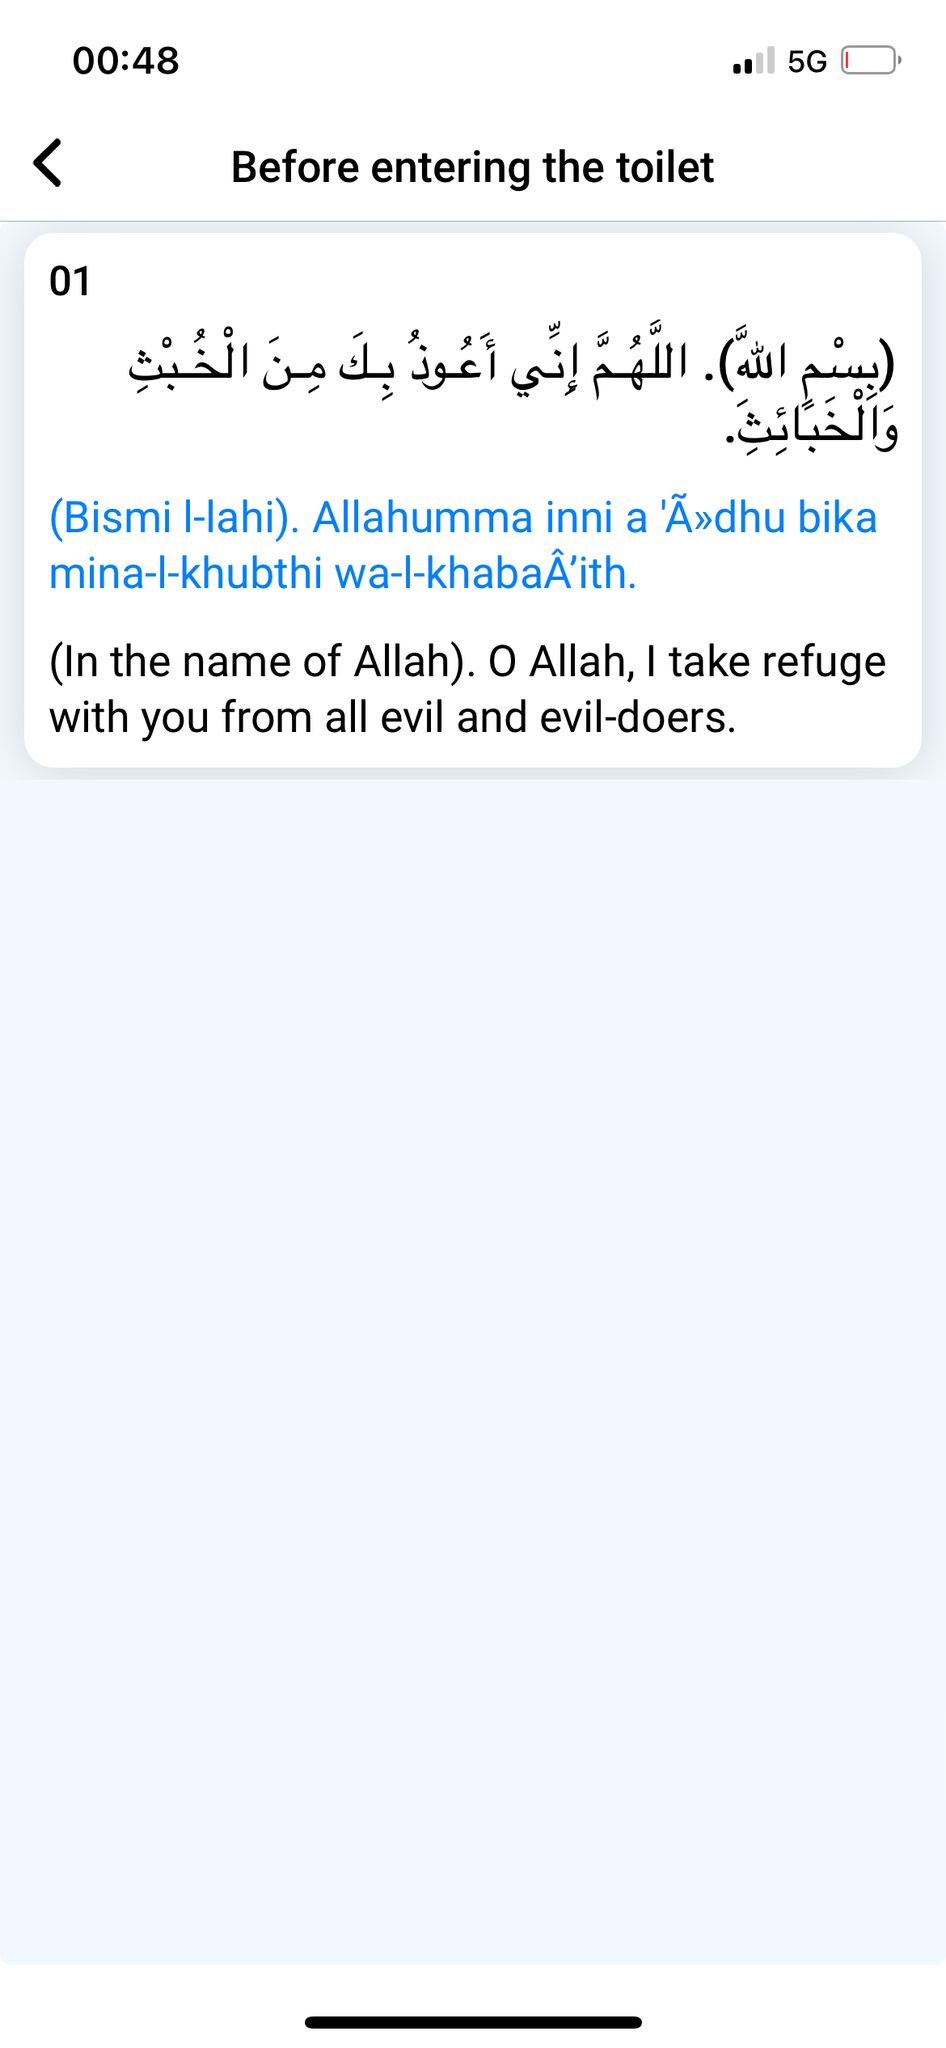 00:48
5G
Before entering the toilet
01
(بِسْمِ اللَّهِ). اللَّهُمَّ إِنِّي أَعُوذُ بِكَ مِنَ الْخُبْثِ
وَالْخَبَائِثِ.
(Bismi l-lahi). Allahumma inni a 'Ã»dhu bika
mina-l-khubthi wa-l-khabaÂ’ith.
(In the name of Allah). O Allah, I take refuge
with you from all evil and evil-doers.